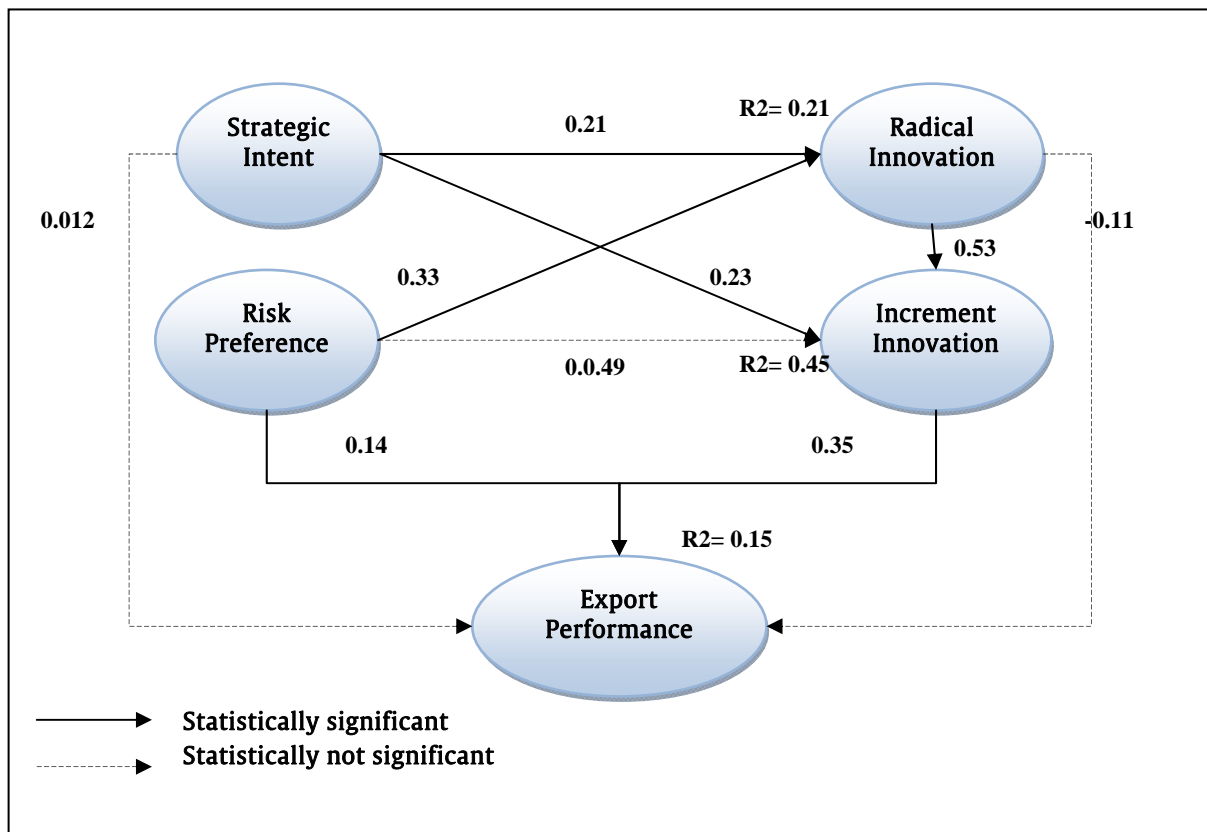 Strategic
Intent
0.21
R2= 0.21
Radical
Innovation
0.012
-0.11
0.53
0.33
0.23
Risk
Preference
Increment
Innovation
0.0.49
R2= 0.45
0.14
0.35
R2= 0.15
Export
Performance
Statistically significant
Statistically not significant